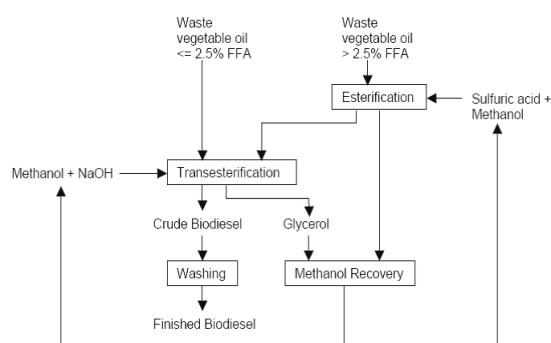 Waste
vegetable oil
<= 2.5% FFA
Waste
vegetable oil
> 2.5% FFA
Esterification
Sulfuric acid +
Methanol
Methanol + NaOH
Transesterification
Crude Biodiesel
Glycerol
Washing
Methanol Recovery
Finished Biodiesel